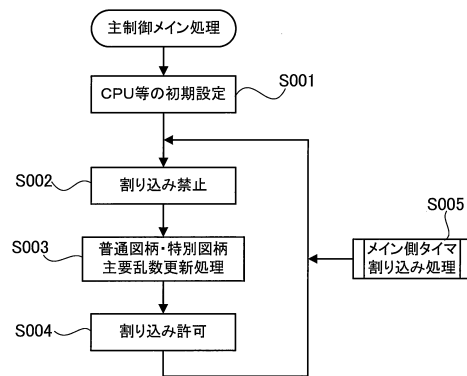 主制御メイン処理
S001
CPU等の初期設定
S002
割り込み禁止
S005
メイン側タイマ
割り込み処理
S003
普通図柄・特別図柄
主要乱数更新処理
S004
割り込み許可